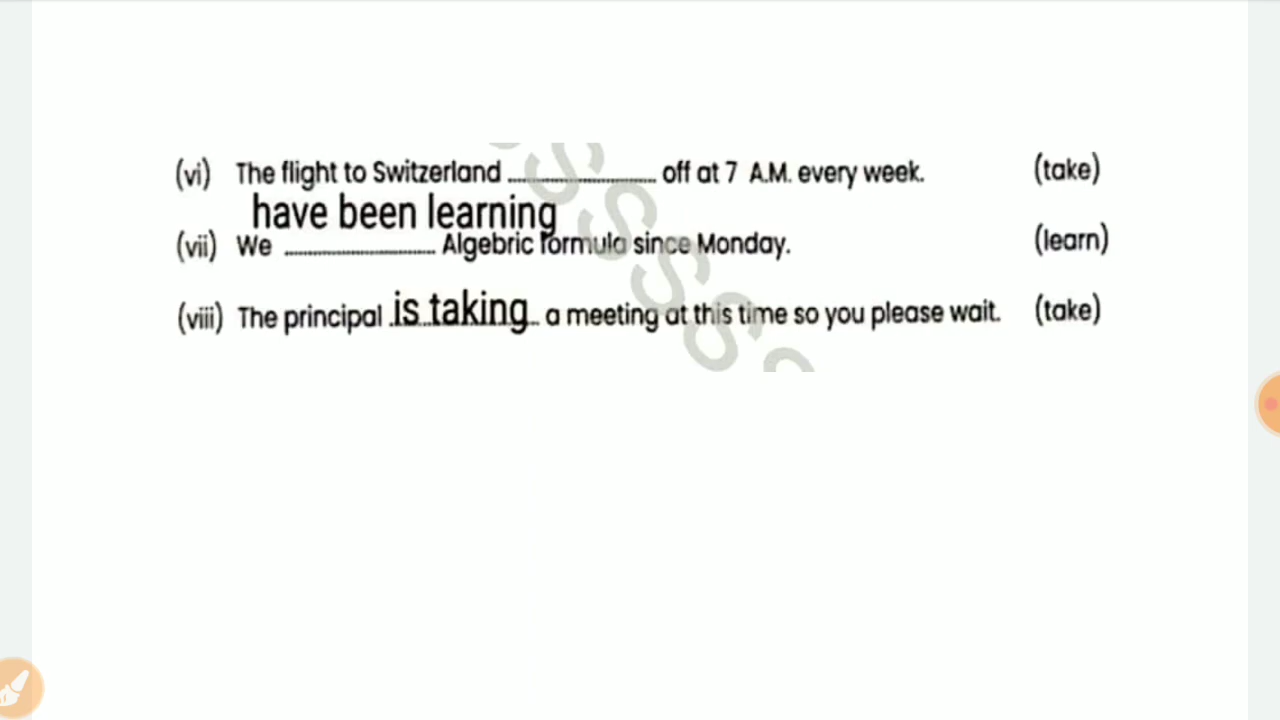 (vi) The flight to Switzerland ........................ off at 7 A.M. every week. (take)
have been learning
(vii) We ........................ Algebric formula since Monday. (learn)
(viii) The principal is taking a meeting at this time so you please wait. (take)